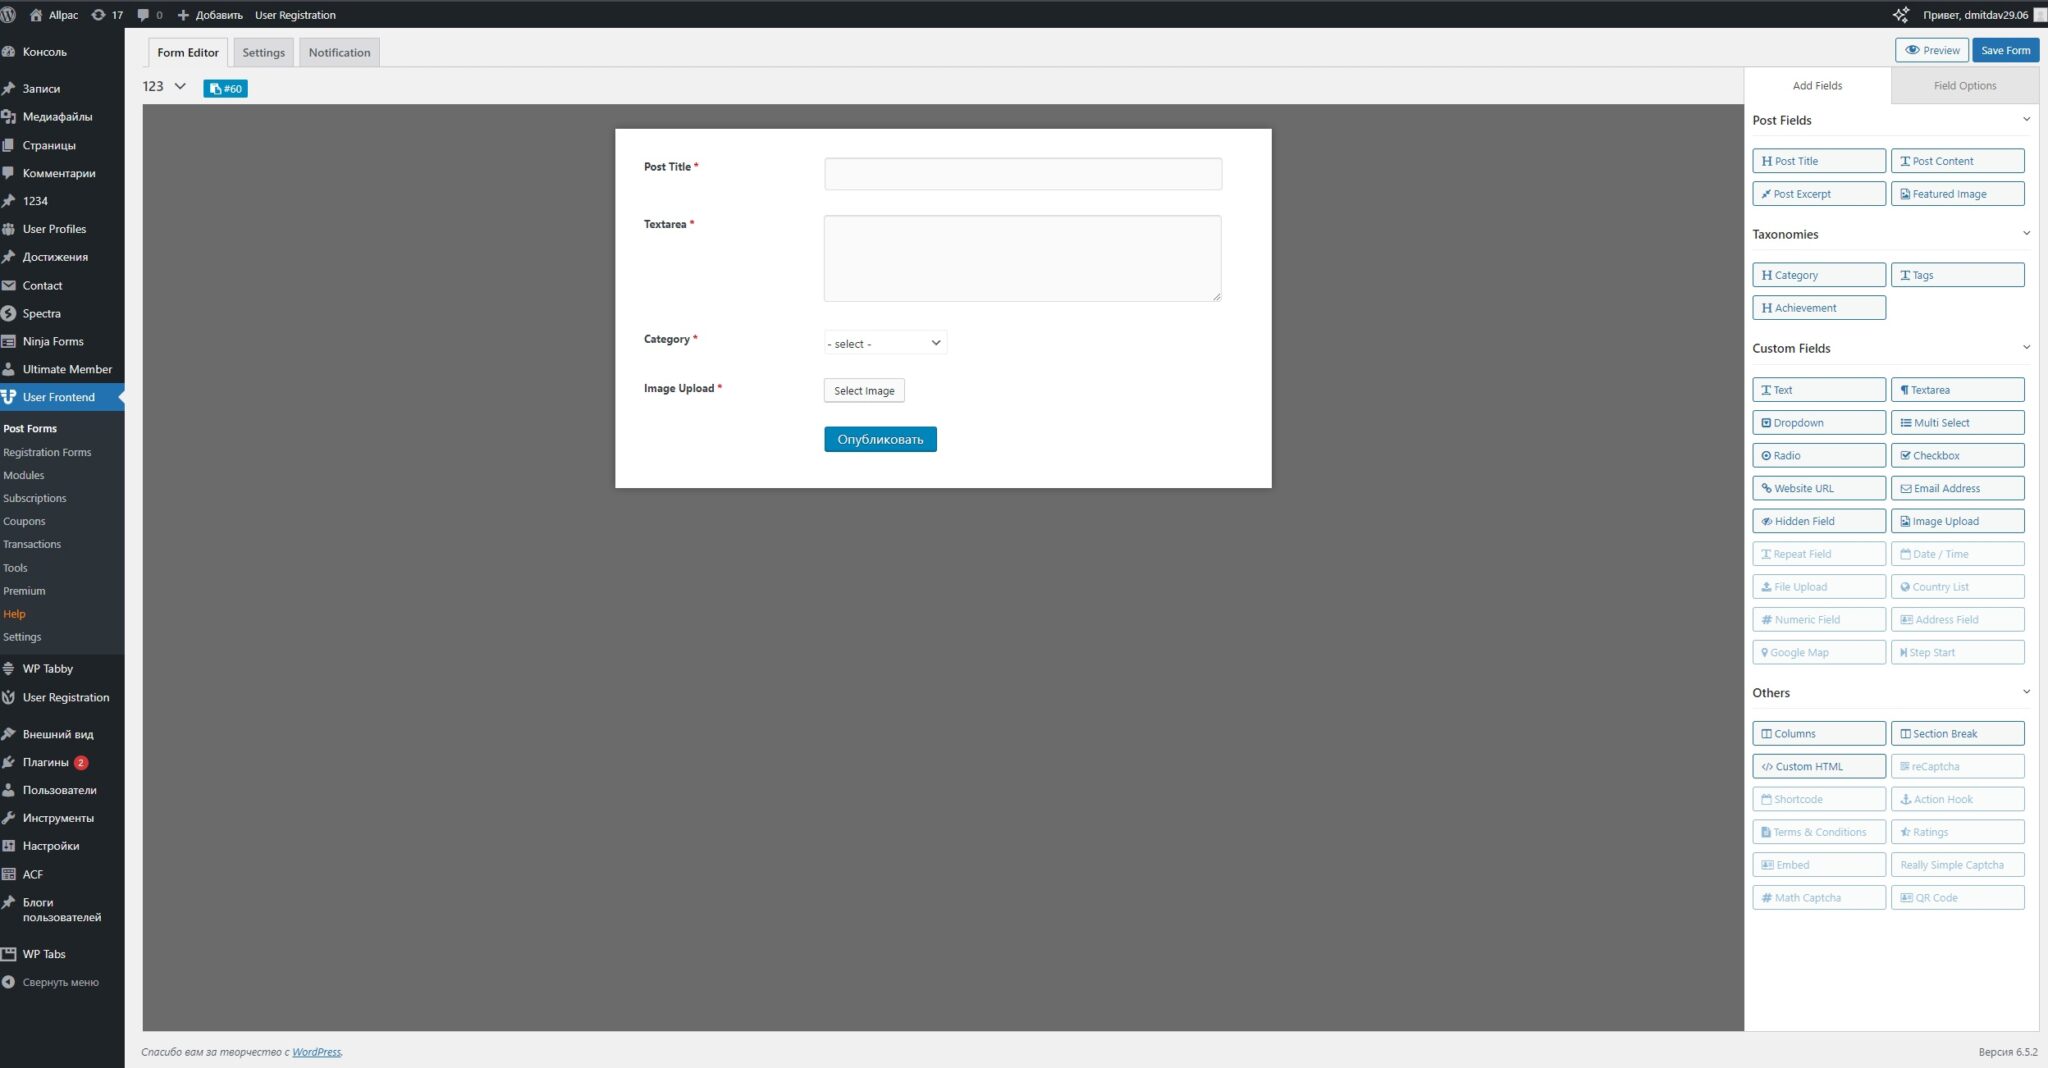 Allpac 17 0 Добавить User Registration Привет, dmitdav29.06
Консоль
Записи
Медиафайлы
Страницы
Комментарии
1234
User Profiles
Достижения
Contact
Spectra
Ninja Forms
Ultimate Member
User Frontend
Post Forms
Registration Forms
Modules
Subscriptions
Coupons
Transactions
Tools
Premium
Help
Settings
WP Tabby
User Registration
Внешний вид
Плагины 2
Пользователи
Инструменты
Настройки
ACF
Блоги
пользователей
WP Tabs
Свернуть меню
Form Editor Settings Notification Preview Save Form
123 #60
Post Title *
Textarea *
Category * - select -
Image Upload * Select Image
Опубликовать
Add Fields Field Options
Post Fields
Post Title Post Content
Post Excerpt Featured Image
Taxonomies
Category Tags
Achievement
Custom Fields
Text Textarea
Dropdown Multi Select
Radio Checkbox
Website URL Email Address
Hidden Field Image Upload
Repeat Field Date / Time
File Upload Country List
Numeric Field Address Field
Google Map Step Start
Others
Columns Section Break
Custom HTML reCaptcha
Shortcode Action Hook
Terms & Conditions Ratings
Embed Really Simple Captcha
Math Captcha QR Code
Спасибо вам за творчество с WordPress. Версия 6.5.2